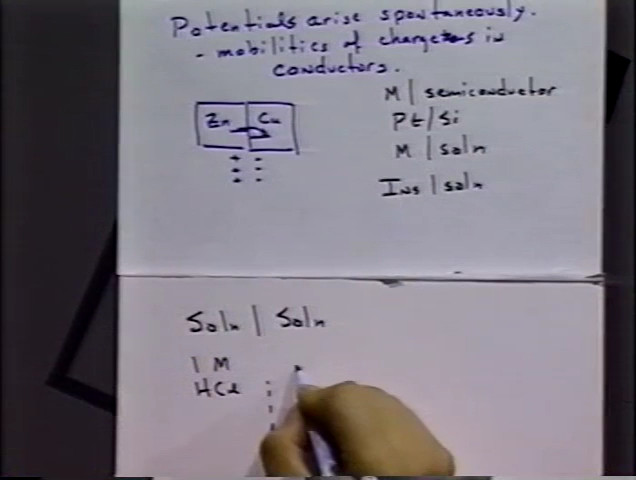 Potentials arise spontaneously.
- mobilities of charges in
conductors.
Zn Cu
+ -
+ -
+ -
M | semiconductor
Pt/Si
M | soln
Ins | soln
Soln | Soln
1 M
HCl